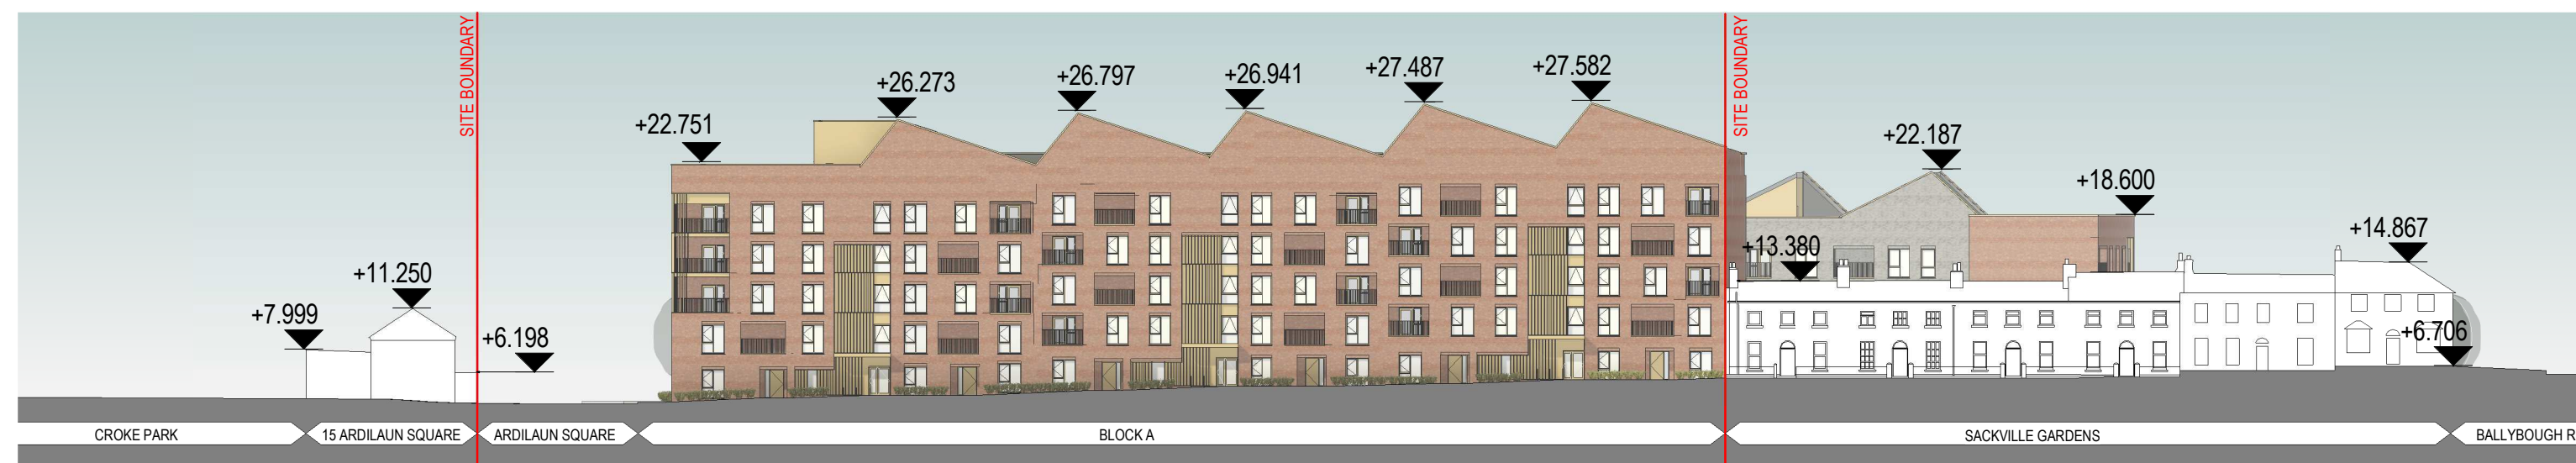 SITE BOUNDARY
SITE BOUNDARY
+7.999
+11.250
+6.198
+22.751
+26.273
+26.797
+26.941
+27.487
+27.582
+13.380
+22.187
+18.600
+14.867
+6.706
CROKE PARK
15 ARDILAUN SQUARE
ARDILAUN SQUARE
BLOCK A
SACKVILLE GARDENS
BALLYBOUGH R